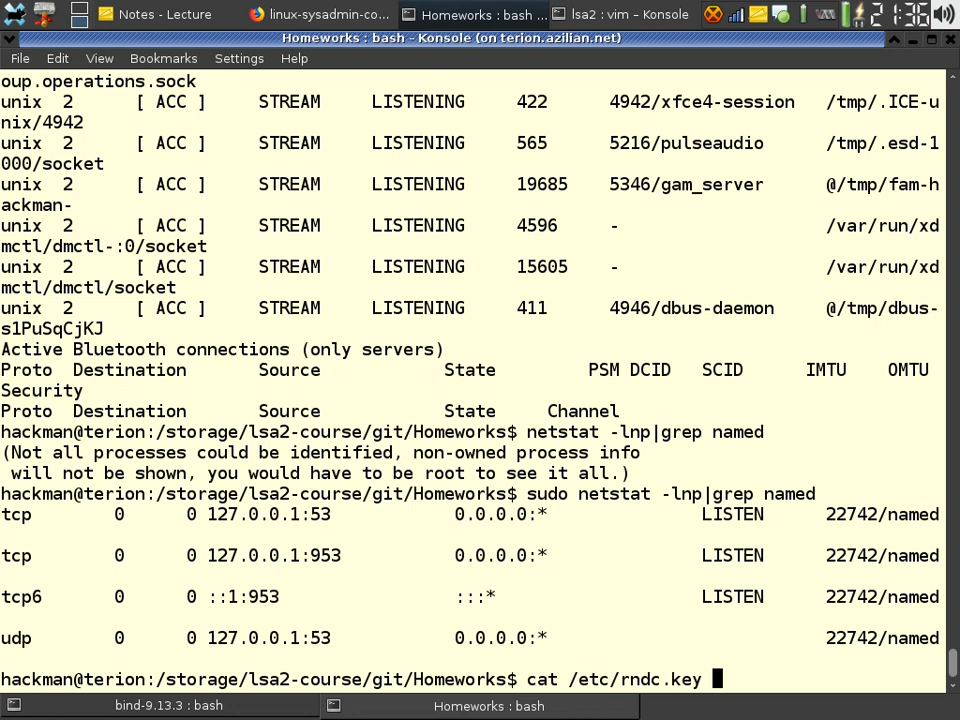 Notes - Lecture
linux-sysadmin-co...
Homeworks : bash ...
lsa2 : vim – Konsole
2 1:36
Homeworks : bash – Konsole (on terion.azilian.net)
File Edit View Bookmarks Settings Help
oup.operations.sock
unix 2 [ ACC ] STREAM LISTENING 422 4942/xfce4-session /tmp/.ICE-u
nix/4942
unix 2 [ ACC ] STREAM LISTENING 565 5216/pulseaudio /tmp/.esd-1
000/socket
unix 2 [ ACC ] STREAM LISTENING 19685 5346/gam_server @/tmp/fam-h
ackman-
unix 2 [ ACC ] STREAM LISTENING 4596 - /var/run/xd
mctl/dmctl-:0/socket
unix 2 [ ACC ] STREAM LISTENING 15605 - /var/run/xd
mctl/dmctl/socket
unix 2 [ ACC ] STREAM LISTENING 411 4946/dbus-daemon @/tmp/dbus-
s1PuSqCjKJ
Active Bluetooth connections (only servers)
Proto Destination Source State PSM DCID SCID IMTU OMTU
Security
Proto Destination Source State Channel
hackman@terion:/storage/lsa2-course/git/Homeworks$ netstat -lnp|grep named
(Not all processes could be identified, non-owned process info
will not be shown, you would have to be root to see it all.)
hackman@terion:/storage/lsa2-course/git/Homeworks$ sudo netstat -lnp|grep named
tcp 0 0 127.0.0.1:53 0.0.0.0:* LISTEN 22742/named
tcp 0 0 127.0.0.1:953 0.0.0.0:* LISTEN 22742/named
tcp6 0 0 ::1:953 :::* LISTEN 22742/named
udp 0 0 127.0.0.1:53 0.0.0.0:* 22742/named
hackman@terion:/storage/lsa2-course/git/Homeworks$ cat /etc/rndc.key
bind-9.13.3 : bash
Homeworks : bash